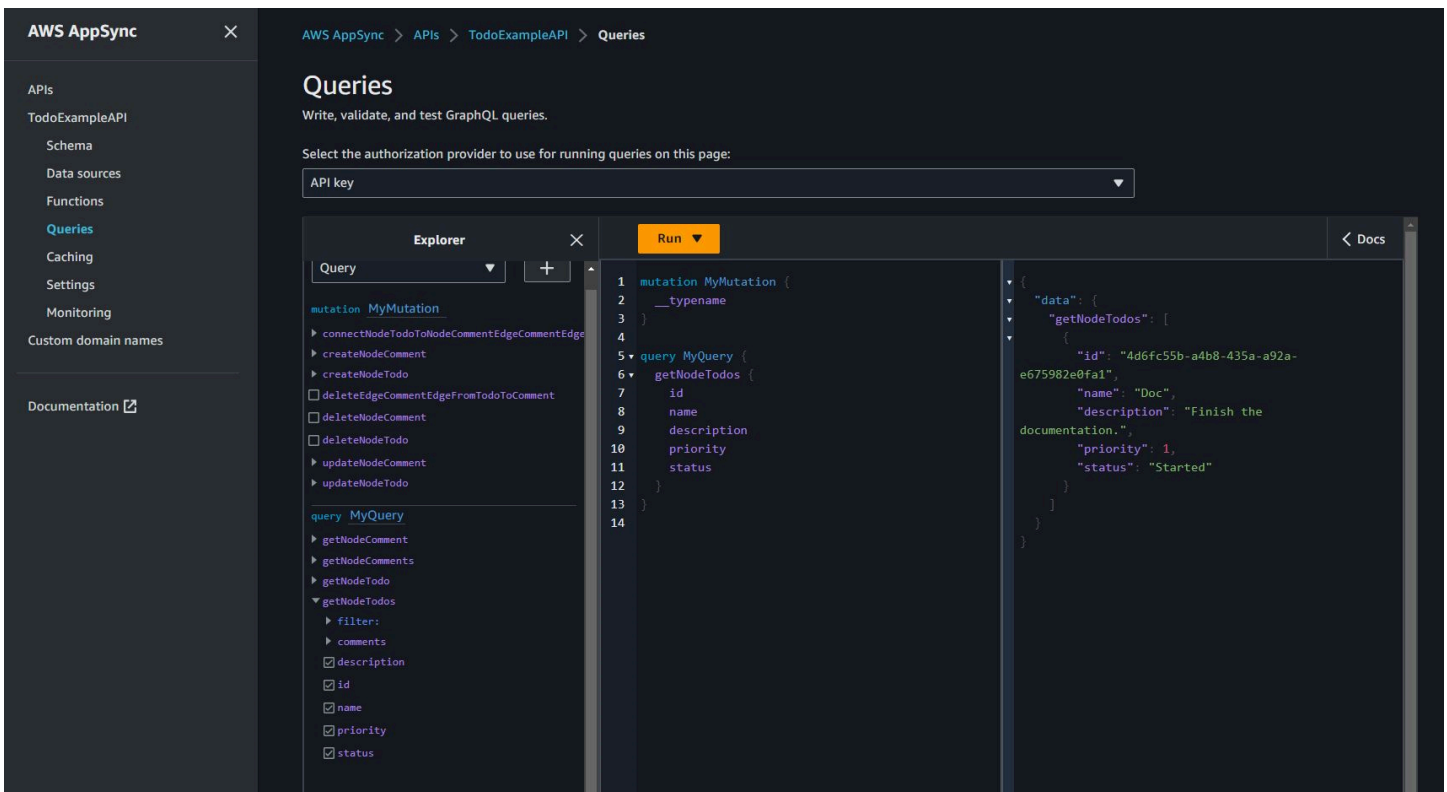 AWS AppSync
APIs
TodoExampleAPI
Schema
Data sources
Functions
Queries
Caching
Settings
Monitoring
Custom domain names
Documentation
AWS AppSync > APIs > TodoExampleAPI > Queries
Queries
Write, validate, and test GraphQL queries.
Select the authorization provider to use for running queries on this page:
API key
Explorer
Query
mutation MyMutation
connectNodeTodoToNodeCommentEdgeCommentEdge
createNodeComment
createNodeTodo
deleteEdgeCommentEdgeFromTodoToComment
deleteNodeComment
deleteNodeTodo
updateNodeComment
updateNodeTodo
query MyQuery
getNodeComment
getNodeComments
getNodeTodo
getNodeTodos
filter:
comments
description
id
name
priority
status
Run
1 mutation MyMutation {
2 __typename
3 }
4
5 query MyQuery {
6 getNodeTodos {
7 id
8 name
9 description
10 priority
11 status
12 }
13 }
14
< Docs
{
"data": {
"getNodeTodos": [
{
"id": "4d6fc55b-a4b8-435a-a92a-
e675982e0fa1",
"name": "Doc",
"description": "Finish the
documentation.",
"priority": 1,
"status": "Started"
}
]
}
}